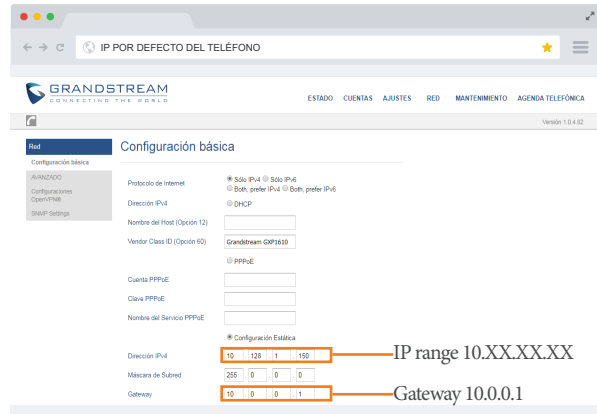 IP POR DEFECTO DEL TELÉFONO
GRANDSTREAM
CONNECTING THE WORLD
ESTADO CUENTAS AJUSTES RED MANTENIMIENTO AGENDA TELEFÓNICA
Versión 1.0.4.82
Red
Configuración básica
Configuración básica
AVANZADO
Configuraciones
OpenVPN®
SNMP Settings
Protocolo de Internet
Sólo IPv4 Sólo IPv6
Both, prefer IPv4 Both, prefer IPv6
Dirección IPv4
DHCP
Nombre del Host (Opción 12)
Vendor Class ID (Opción 60) Grandstream GXP1610
PPPoE
Cuenta PPPoE
Clave PPPoE
Nombre del Servicio PPPoE
Configuración Estática
Dirección IPv4 10 . 128 . 1 . 150 IP range 10.XX.XX.XX
Máscara de Subred 255 . 0 . 0 . 0
Gateway 10 . 0 . 0 . 1 Gateway 10.0.0.1